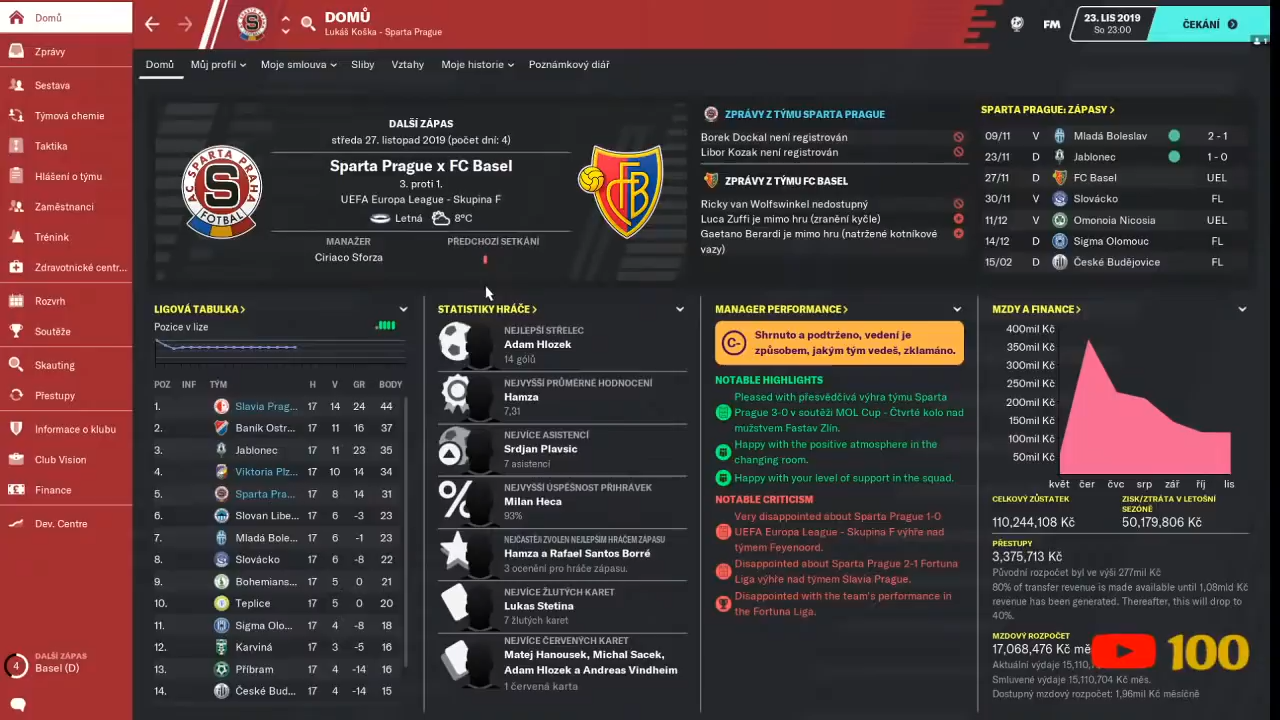 Domů
Zprávy
Sestava
Týmová chemie
Taktika
Hlášení o týmu
Zaměstnanci
Trénink
Zdravotnické centr...
Rozvrh
Soutěže
Skauting
Přestupy
Informace o klubu
Club Vision
Finance
Dev. Centre
4
DALŠÍ ZÁPAS
Basel (D)
DOMŮ
Lukáš Koška - Sparta Prague
FM
23. LIS 2019
So 23:00
ČEKÁNÍ
1
Domů
Můj profil
Moje smlouva
Sliby
Vztahy
Moje historie
Poznámkový diář
AC SPARTA PRAHA
FOTBAL
DALŠÍ ZÁPAS
středa 27. listopad 2019 (počet dní: 4)
Sparta Prague x FC Basel
3. proti 1.
UEFA Europa League - Skupina F
Letná 8°C
MANAŽER
Ciriaco Sforza
PŘEDCHOZÍ SETKÁNÍ
FCB
ZPRÁVY Z TÝMU SPARTA PRAGUE
Borek Dockal není registrován
Libor Kozak není registrován
ZPRÁVY Z TÝMU FC BASEL
Ricky van Wolfswinkel nedostupný
Luca Zuffi je mimo hru (zranění kyčle)
Gaetano Berardi je mimo hru (natržené kotníkové
vazy)
SPARTA PRAGUE: ZÁPASY >
09/11 V Mladá Boleslav 2 - 1
23/11 D Jablonec 1 - 0
27/11 D FC Basel UEL
30/11 V Slovácko FL
11/12 V Omonoia Nicosia UEL
14/12 D Sigma Olomouc FL
15/02 D České Budějovice FL
LIGOVÁ TABULKA >
Pozice v lize
POZ INF TÝM H V GR BODY
1. Slavia Prag... 17 14 24 44
2. Baník Ostr... 17 11 16 37
3. Jablonec 17 11 23 35
4. Viktoria Plz... 17 10 14 34
5. Sparta Pra... 17 8 14 31
6. Slovan Libe... 17 6 -3 23
7. Mladá Bole... 17 6 -1 23
8. Slovácko 17 6 -8 22
9. Bohemians... 17 5 0 21
10. Teplice 17 5 0 20
11. Sigma Olo... 17 4 -8 18
12. Karviná 17 3 -5 16
13. Příbram 17 4 -14 16
14. České Bud... 17 4 -14 15
STATISTIKY HRÁČE >
NEJLEPŠÍ STŘELEC
Adam Hlozek
14 gólů
NEJVYŠŠÍ PRŮMĚRNÉ HODNOCENÍ
Hamza
7,31
NEJVÍCE ASISTENCÍ
Srdjan Plavsic
7 asistencí
NEJVYŠŠÍ ÚSPĚŠNOST PŘIHRÁVEK
Milan Heca
93%
NEJČASTĚJI ZVOLEN NEJLEPŠÍM HRÁČEM ZÁPASU
Hamza a Rafael Santos Borré
3 ocenění pro hráče zápasu.
NEJVÍCE ŽLUTÝCH KARET
Lukas Stetina
7 žlutých karet
NEJVÍCE ČERVENÝCH KARET
Matej Hanousek, Michal Sacek,
Adam Hlozek a Andreas Vindheim
1 červená karta
MANAGER PERFORMANCE >
C-
Shrnuto a podtrženo, vedení je
způsobem, jakým tým vedeš, zklamáno.
NOTABLE HIGHLIGHTS
Pleased with přesvědčivá výhra týmu Sparta
Prague 3-0 v soutěži MOL Cup - Čtvrté kolo nad
mužstvem Fastav Zlín.
Happy with the positive atmosphere in the
changing room.
Happy with your level of support in the squad.
NOTABLE CRITICISM
Very disappointed about Sparta Prague 1-0
UEFA Europa League - Skupina F výhře nad
týmem Feyenoord.
Disappointed about Sparta Prague 2-1 Fortuna
Liga výhře nad týmem Slavia Prague.
Disappointed with the team's performance in
the Fortuna Liga.
MZDY A FINANCE >
400mil Kč
350mil Kč
300mil Kč
250mil Kč
200mil Kč
150mil Kč
100mil Kč
50mil Kč
květ čer čvc srp zář říj lis
CELKOVÝ ZŮSTATEK
110,244,108 Kč
ZISK/ZTRÁTA V LETOŠNÍ
SEZÓNĚ
50,179,806 Kč
PŘESTUPY
3,375,713 Kč
Původní rozpočet byl ve výši 277mil Kč
80% of transfer revenue is made available until 1,08mld Kč
revenue has been generated. Thereafter, this will drop to
40%.
MZDOVÝ ROZPOČET
17,068,476 Kč mě
Aktuální výdaje 15,110,7
Smluvené výdaje 15,110,704 Kč měs.
Dostupný mzdový rozpočet: 1,96mil Kč měsíčně
100